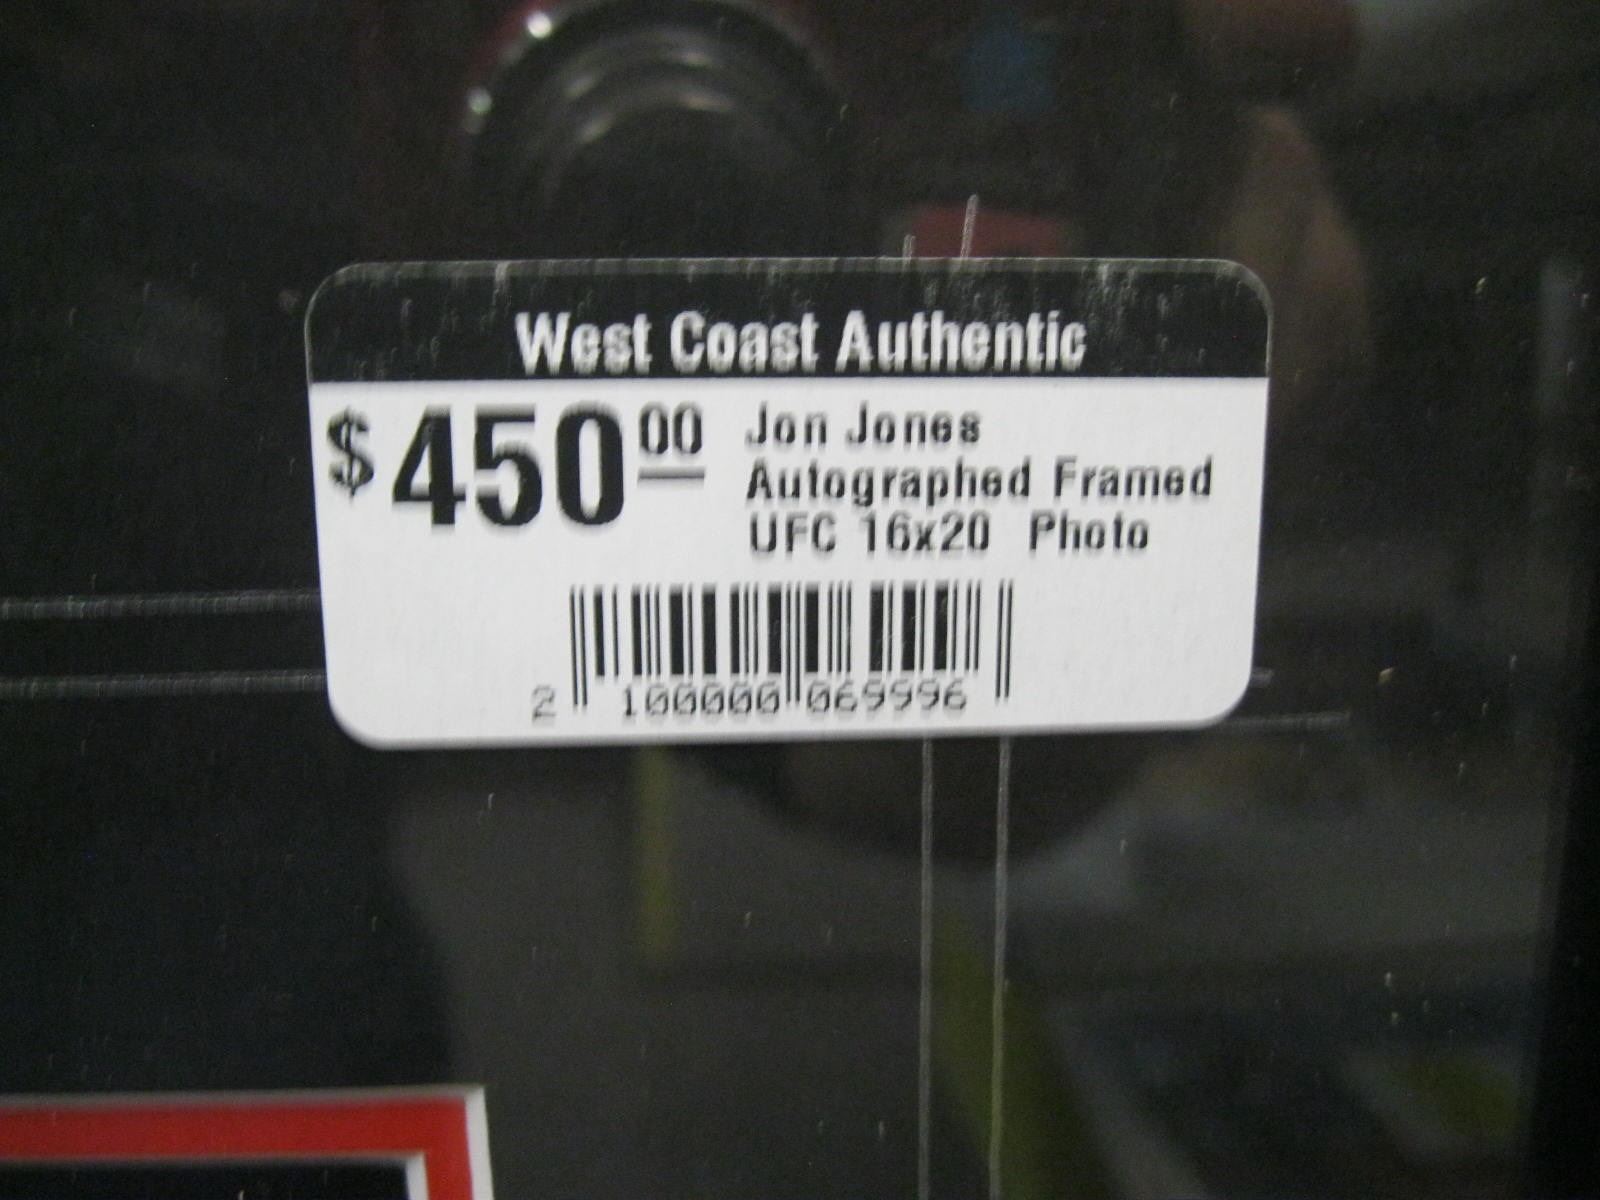 West Coast Authentic
$450.00 Jon Jones
Autographed Framed
UFC 16x20 Photo
2 100000 069996